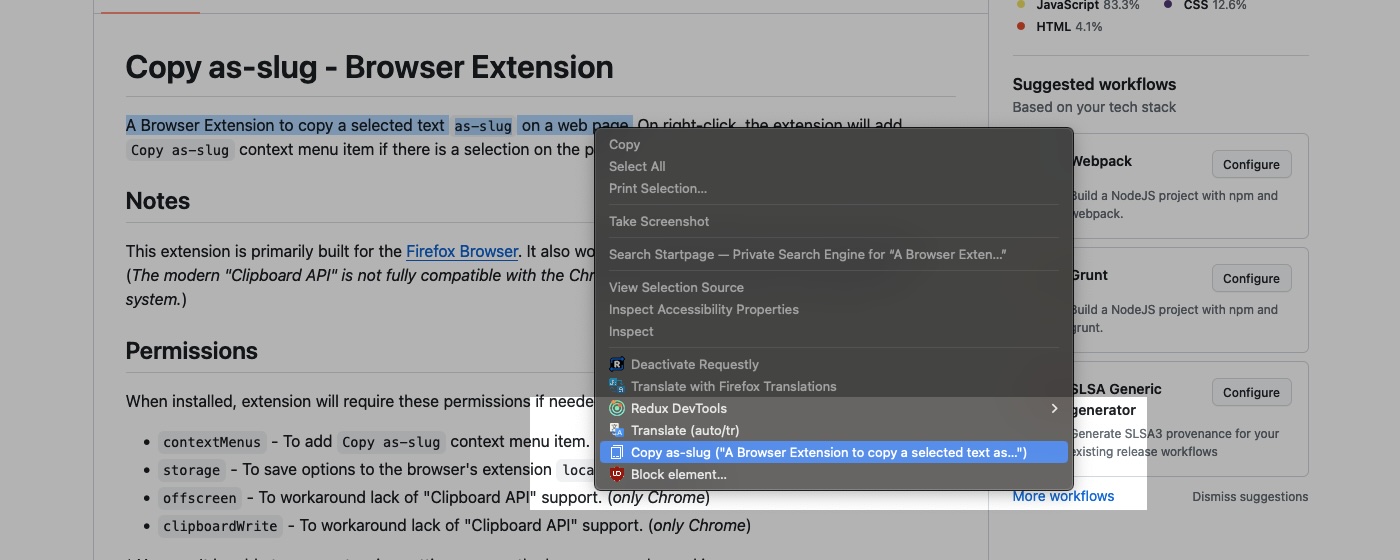 JavaScript 83.3% CSS 12.6%
HTML 4.1%
Copy as-slug - Browser Extension
A Browser Extension to copy a selected text as-slug on a web page. On right-click, the extension will add
Copy as-slug context menu item if there is a selection on the
Notes
This extension is primarily built for the Firefox Browser. It also
(The modern "Clipboard API" is not fully compatible with the
system.)
Permissions
When installed, extension will require these permissions if
contextMenus - To add Copy as-slug context menu item.
storage - To save options to the browser's extension
offscreen - To workaround lack of "Clipboard API" support. (only Chrome)
clipboardWrite - To workaround lack of "Clipboard API" support. (only Chrome)
Copy
Select All
Print Selection...
Take Screenshot
Search Startpage — Private Search Engine for “A Browser Exten...”
View Selection Source
Inspect Accessibility Properties
Inspect
Deactivate Requestly
Translate with Firefox Translations
Redux DevTools
Translate (auto/tr)
Copy as-slug ("A Browser Extension to copy a selected text as...")
Block element...
Suggested workflows
Based on your tech stack
Webpack
Configure
Build a NodeJS project with npm and
webpack.
Grunt
Configure
Build a NodeJS project with npm and
grunt.
SLSA Generic
generator
Configure
Generate SLSA3 provenance for your
existing release workflows
More workflows
Dismiss suggestions